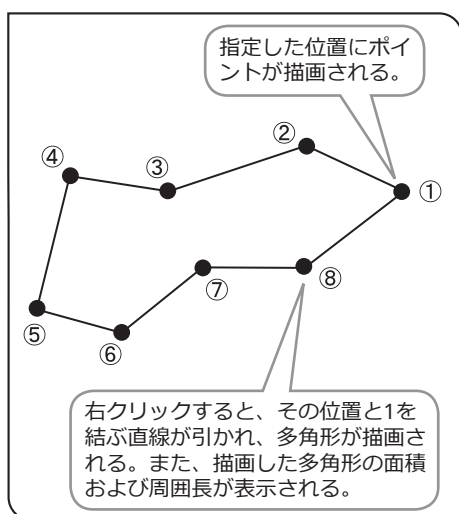 指定した位置にポイ
ントが描画される。
②
④
③
①
⑦
⑧
⑤
⑥
右クリックすると、その位置と1を
結ぶ直線が引かれ、多角形が描画さ
れる。また、描画した多角形の面積
および周囲長が表示される。